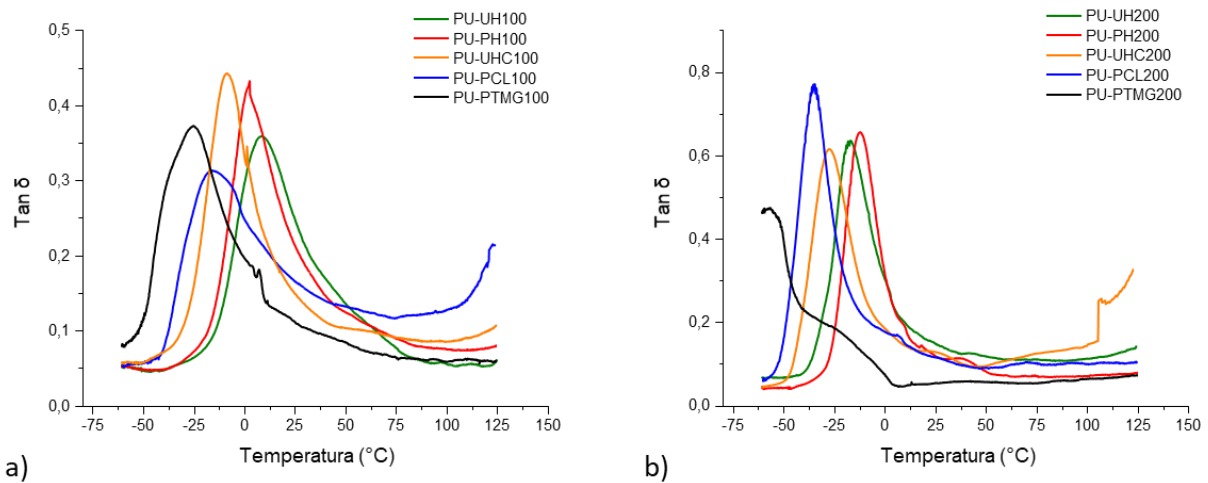 PU-UH100
PU-PH100
PU-UHC100
PU-PCL100
PU-PTMG100
0,5
0,4
0,3
0,2
0,1
0,0
Tan δ
-75 -50 -25 0 25 50 75 100 125 150
Temperatura (°C)
a)
PU-UH200
PU-PH200
PU-UHC200
PU-PCL200
PU-PTMG200
0,8
0,6
0,4
0,2
0,0
Tan δ
-75 -50 -25 0 25 50 75 100 125 150
Temperatura (°C)
b)